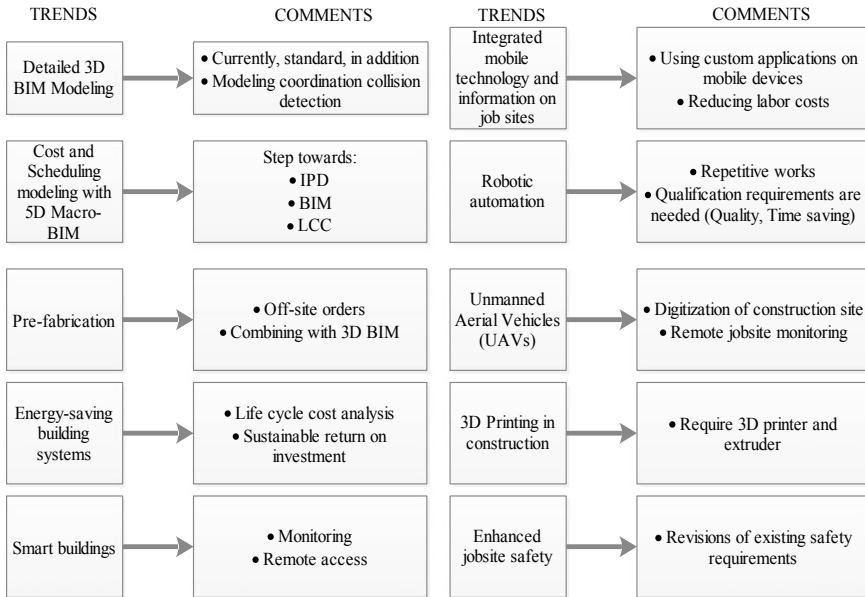 TRENDS
COMMENTS
Detailed 3D
BIM Modeling
• Currently, standard, in addition
• Modeling coordination collision
detection
Cost and
Scheduling
modeling with
5D Macro-
BIM
Step towards:
• IPD
• BIM
• LCC
Pre-fabrication
• Off-site orders
• Combining with 3D BIM
Energy-saving
building
systems
• Life cycle cost analysis
• Sustainable return on
investment
Smart buildings
• Monitoring
• Remote access
TRENDS
COMMENTS
Integrated
mobile
technology and
information on
job sites
• Using custom applications on
mobile devices
• Reducing labor costs
Robotic
automation
• Repetitive works
• Qualification requirements are
needed (Quality, Time saving)
Unmanned
Aerial Vehicles
(UAVs)
• Digitization of construction site
• Remote jobsite monitoring
3D Printing in
construction
• Require 3D printer and
extruder
Enhanced
jobsite safety
• Revisions of existing safety
requirements